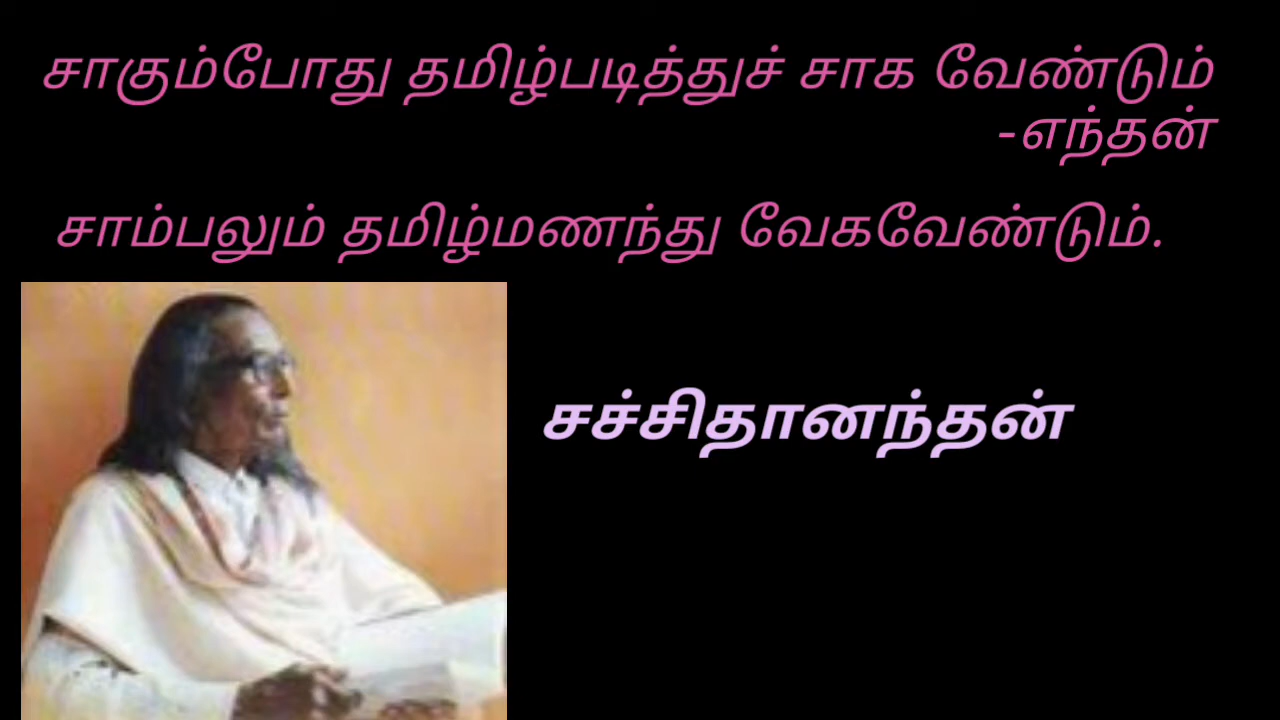 சாகும்போது தமிழ்படித்துச் சாக வேண்டும்
-எந்தன்
சாம்பலும் தமிழ்மணந்து வேகவேண்டும்.
சச்சிதானந்தன்